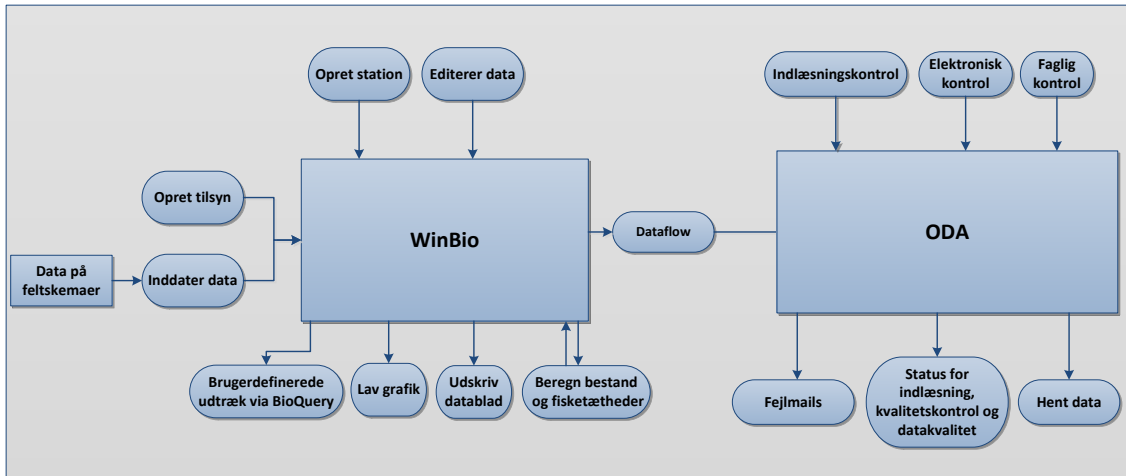 Opret station
Editerer data
Indlæsningskontrol
Elektronisk
kontrol
Faglig
kontrol
Opret tilsyn
WinBio
Dataflow
ODA
Data på
feltskemaer
Inddater data
Brugerdefinerede
udtræk via BioQuery
Lav grafik
Udskriv
datablad
Beregn bestand
og fisketætheder
Fejlmails
Status for
indlæsning,
kvalitetskontrol og
datakvalitet
Hent data